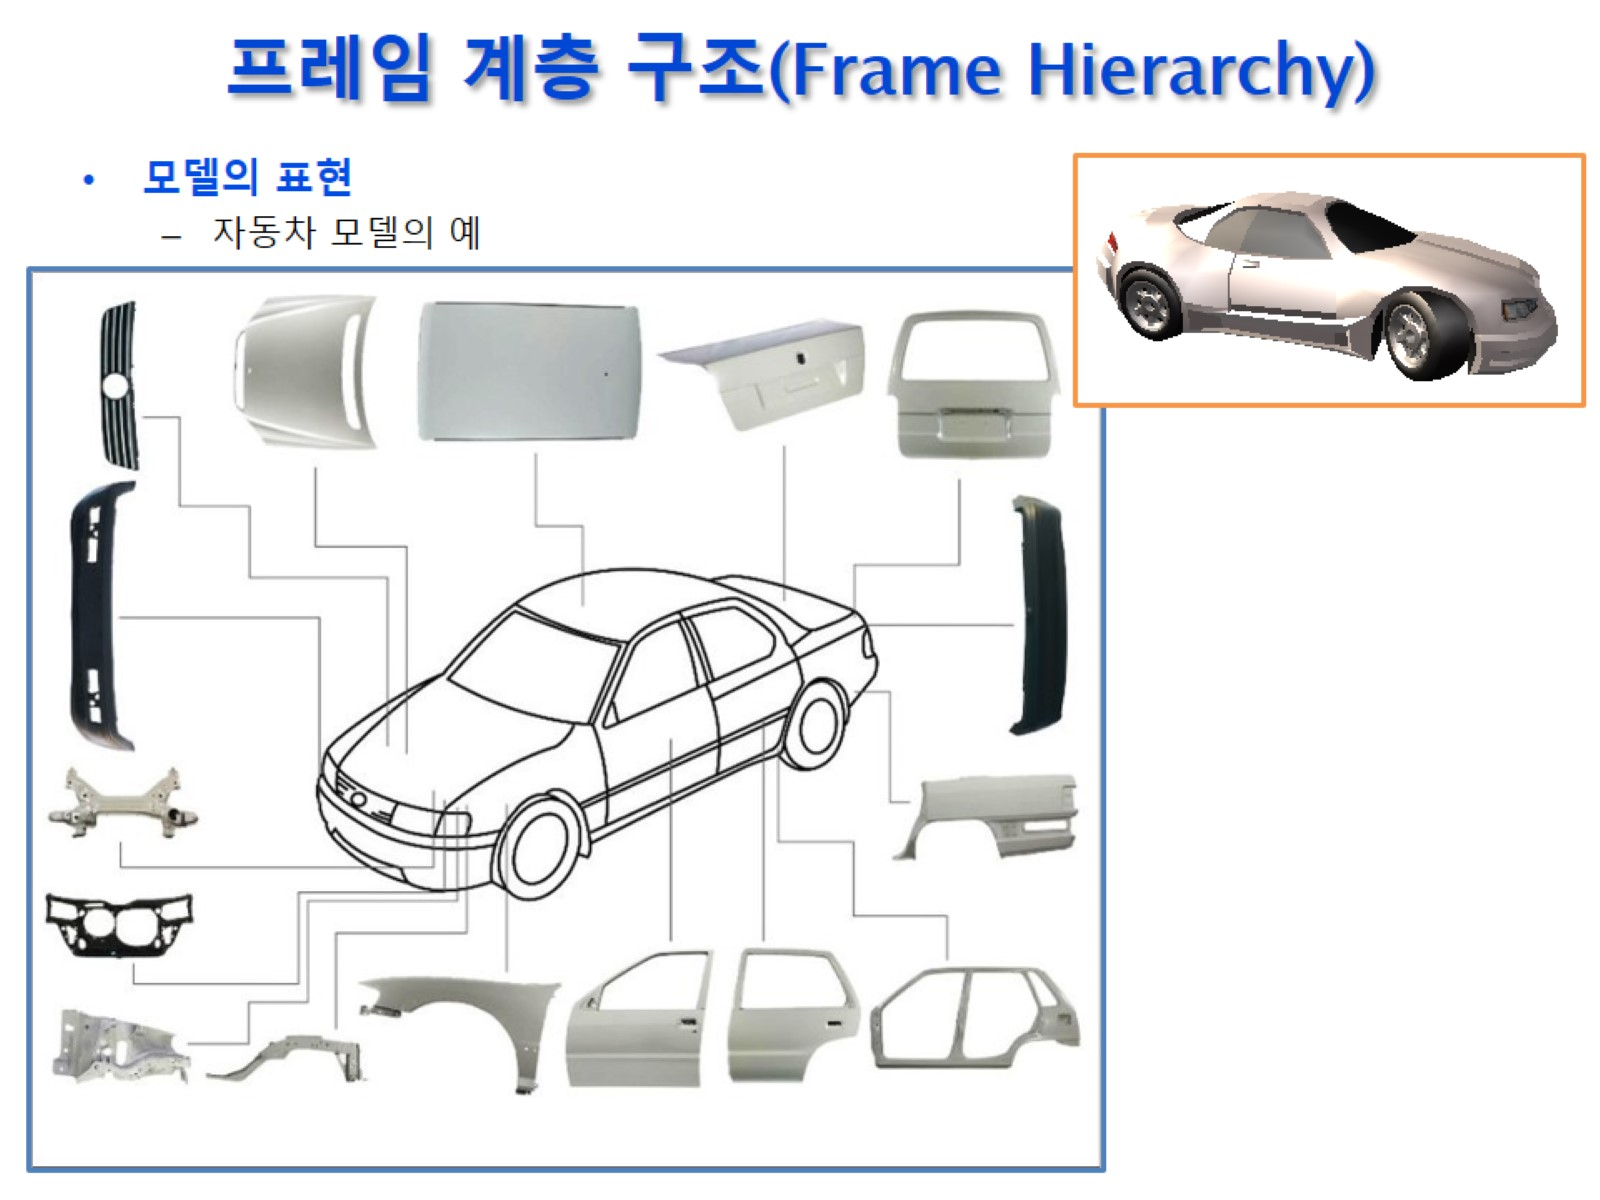 프레임 계층 구조(Frame Hierarchy)
• 모델의 표현
– 자동차 모델의 예